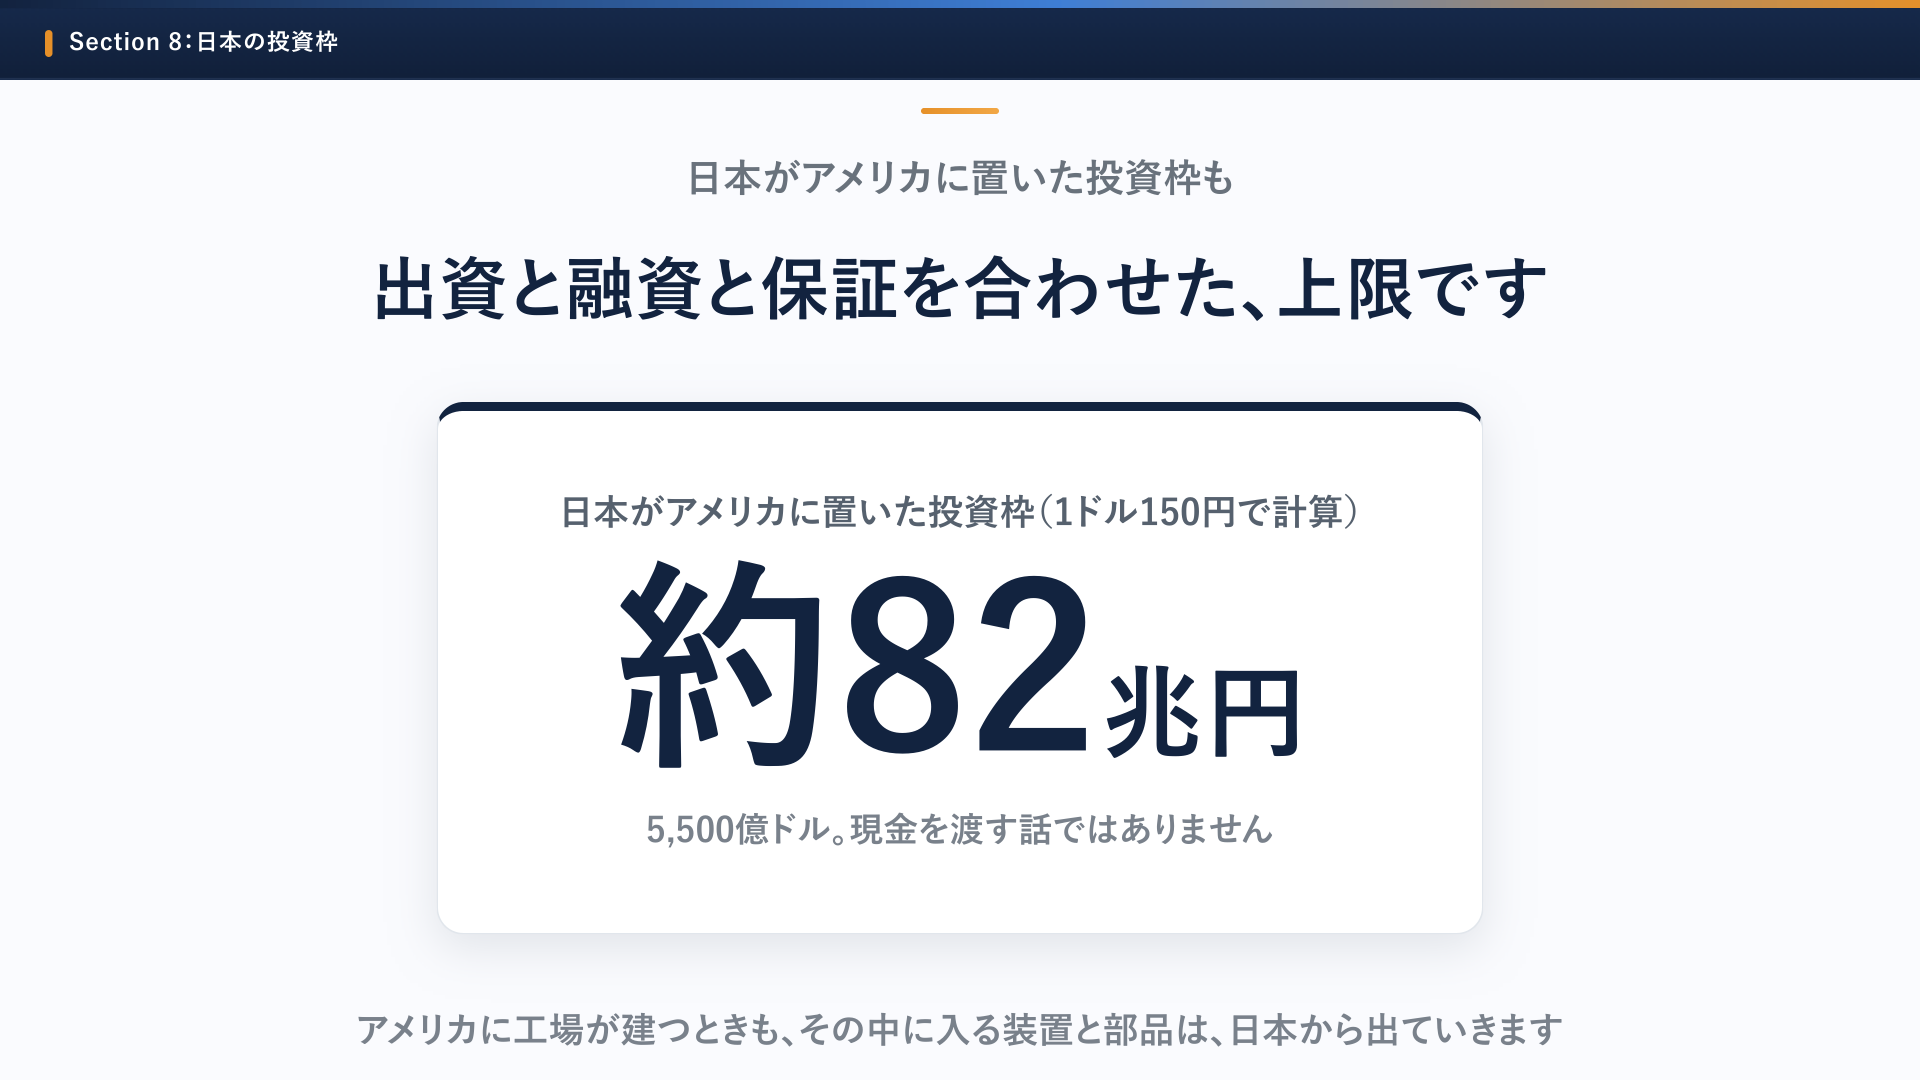 Section 8：日本の投資枠
日本がアメリカに置いた投資枠も
出資と融資と保証を合わせた、上限です
日本がアメリカに置いた投資枠（1ドル150円で計算）
約82兆円
5,500億ドル。現金を渡す話ではありません
アメリカに工場が建つときも、その中に入る装置と部品は、日本から出ていきます